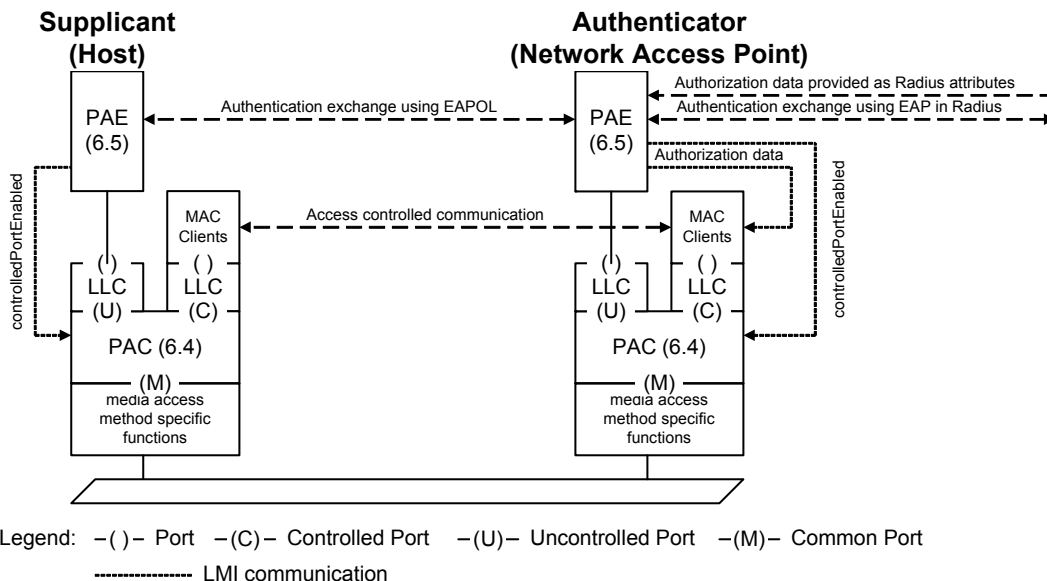 Supplicant
(Host)
Authenticator
(Network Access Point)
PAE
(6.5)
Authentication exchange using EAPOL
PAE
(6.5)
Authorization data provided as Radius attributes
Authentication exchange using EAP in Radius
Authorization data
controlledPortEnabled
controlledPortEnabled
MAC
Clients
Access controlled communication
MAC
Clients
( )
LLC
(U)
( )
LLC
(C)
PAC (6.4)
(M)
media access
method specific
functions
( )
LLC
(U)
( )
LLC
(C)
PAC (6.4)
(M)
media access
method specific
functions
Legend: –( )– Port –(C)– Controlled Port –(U)– Uncontrolled Port –(M)– Common Port
LMI communication